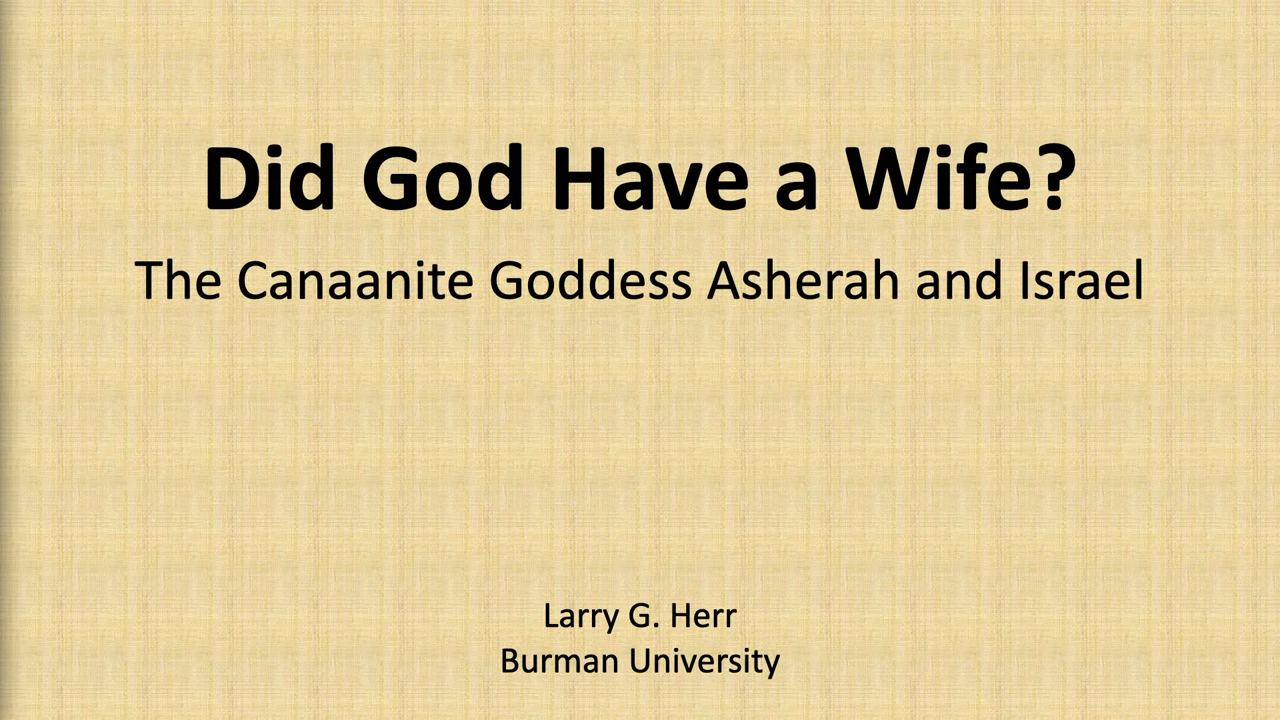 Did God Have a Wife?
The Canaanite Goddess Asherah and Israel
Larry G. Herr
Burman University